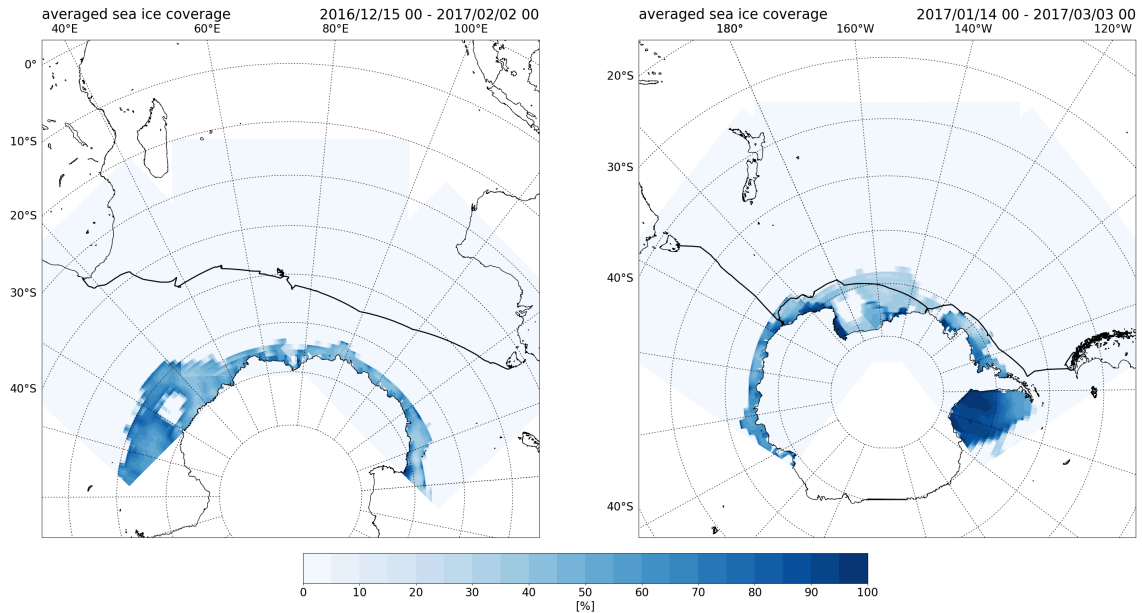 averaged sea ice coverage 2016/12/15 00 - 2017/02/02 00
40°E 60°E 80°E 100°E
0°
10°S
20°S
30°S
40°S
averaged sea ice coverage 2017/01/14 00 - 2017/03/03 00
180° 160°W 140°W 120°W
20°S
30°S
40°S
40°S
0 10 20 30 40 50 60 70 80 90 100
[%]